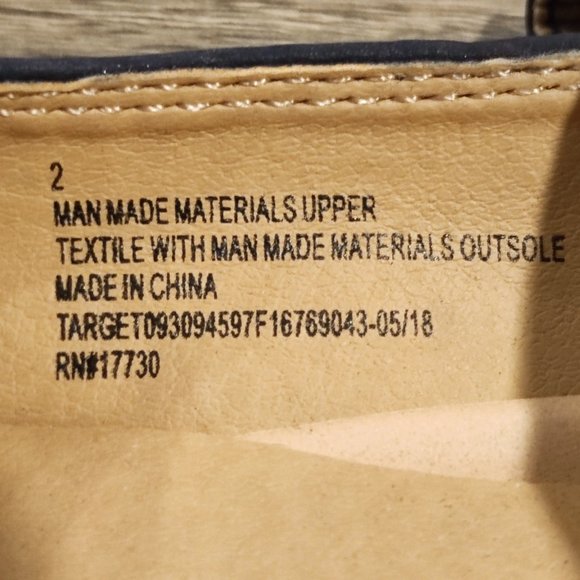 2
MAN MADE MATERIALS UPPER
TEXTILE WITH MAN MADE MATERIALS OUTSOLE
MADE IN CHINA
TARGET093094597F16769043-05/18
RN#17730